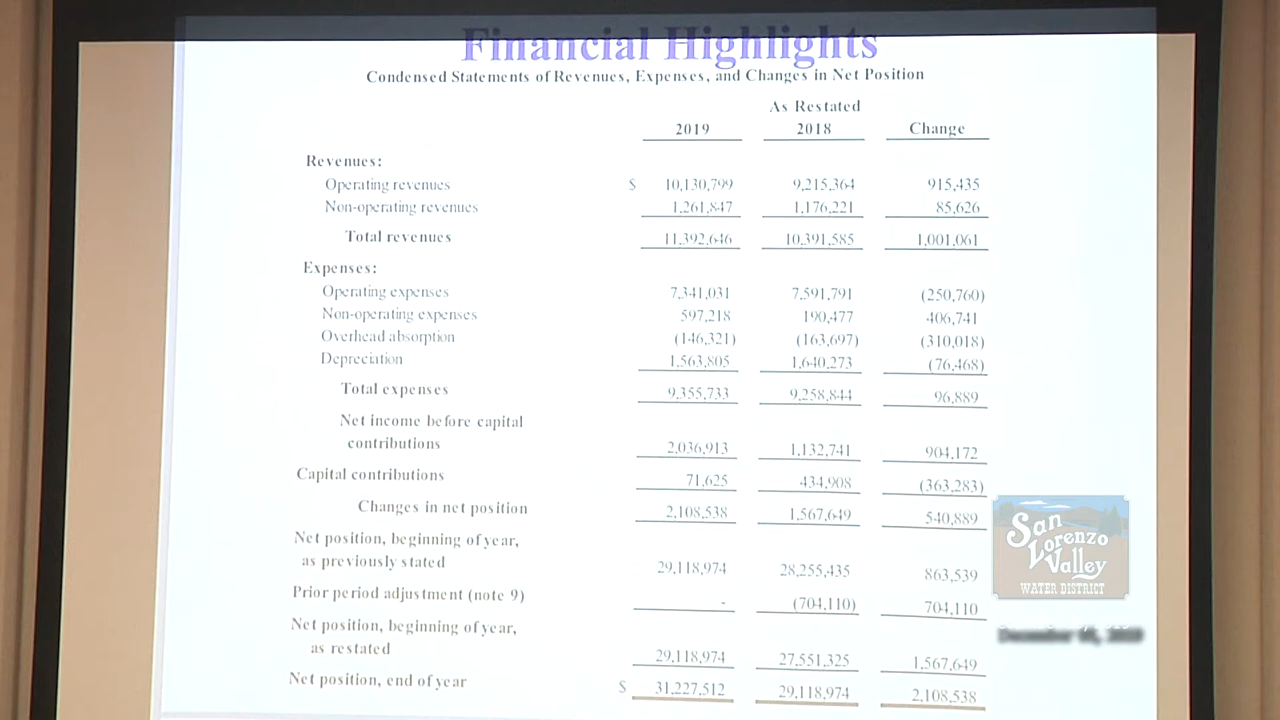 Financial Highlights
Condensed Statements of Revenues, Expenses, and Changes in Net Position
As Restated
2019 2018 Change
Revenues:
Operating revenues $ 10,130,799 9,215,364 915,435
Non-operating revenues 1,261,847 1,176,221 85,626
Total revenues 11,392,646 10,391,585 1,001,061
Expenses:
Operating expenses 7,341,031 7,591,791 (250,760)
Non-operating expenses 597,218 190,477 406,741
Overhead absorption (146,321) (163,697) (310,018)
Depreciation 1,563,805 1,640,273 (76,468)
Total expenses 9,355,733 9,258,844 96,889
Net income before capital
contributions 2,036,913 1,132,741 904,172
Capital contributions 71,625 434,908 (363,283)
Changes in net position 2,108,538 1,567,649 540,889
Net position, beginning of year,
as previously stated 29,118,974 28,255,435 863,539
Prior period adjustment (note 9) - (704,110) 704,110
Net position, beginning of year,
as restated 29,118,974 27,551,325 1,567,649
Net position, end of year $ 31,227,512 29,118,974 2,108,538
San
Lorenzo
Valley
WATER DISTRICT